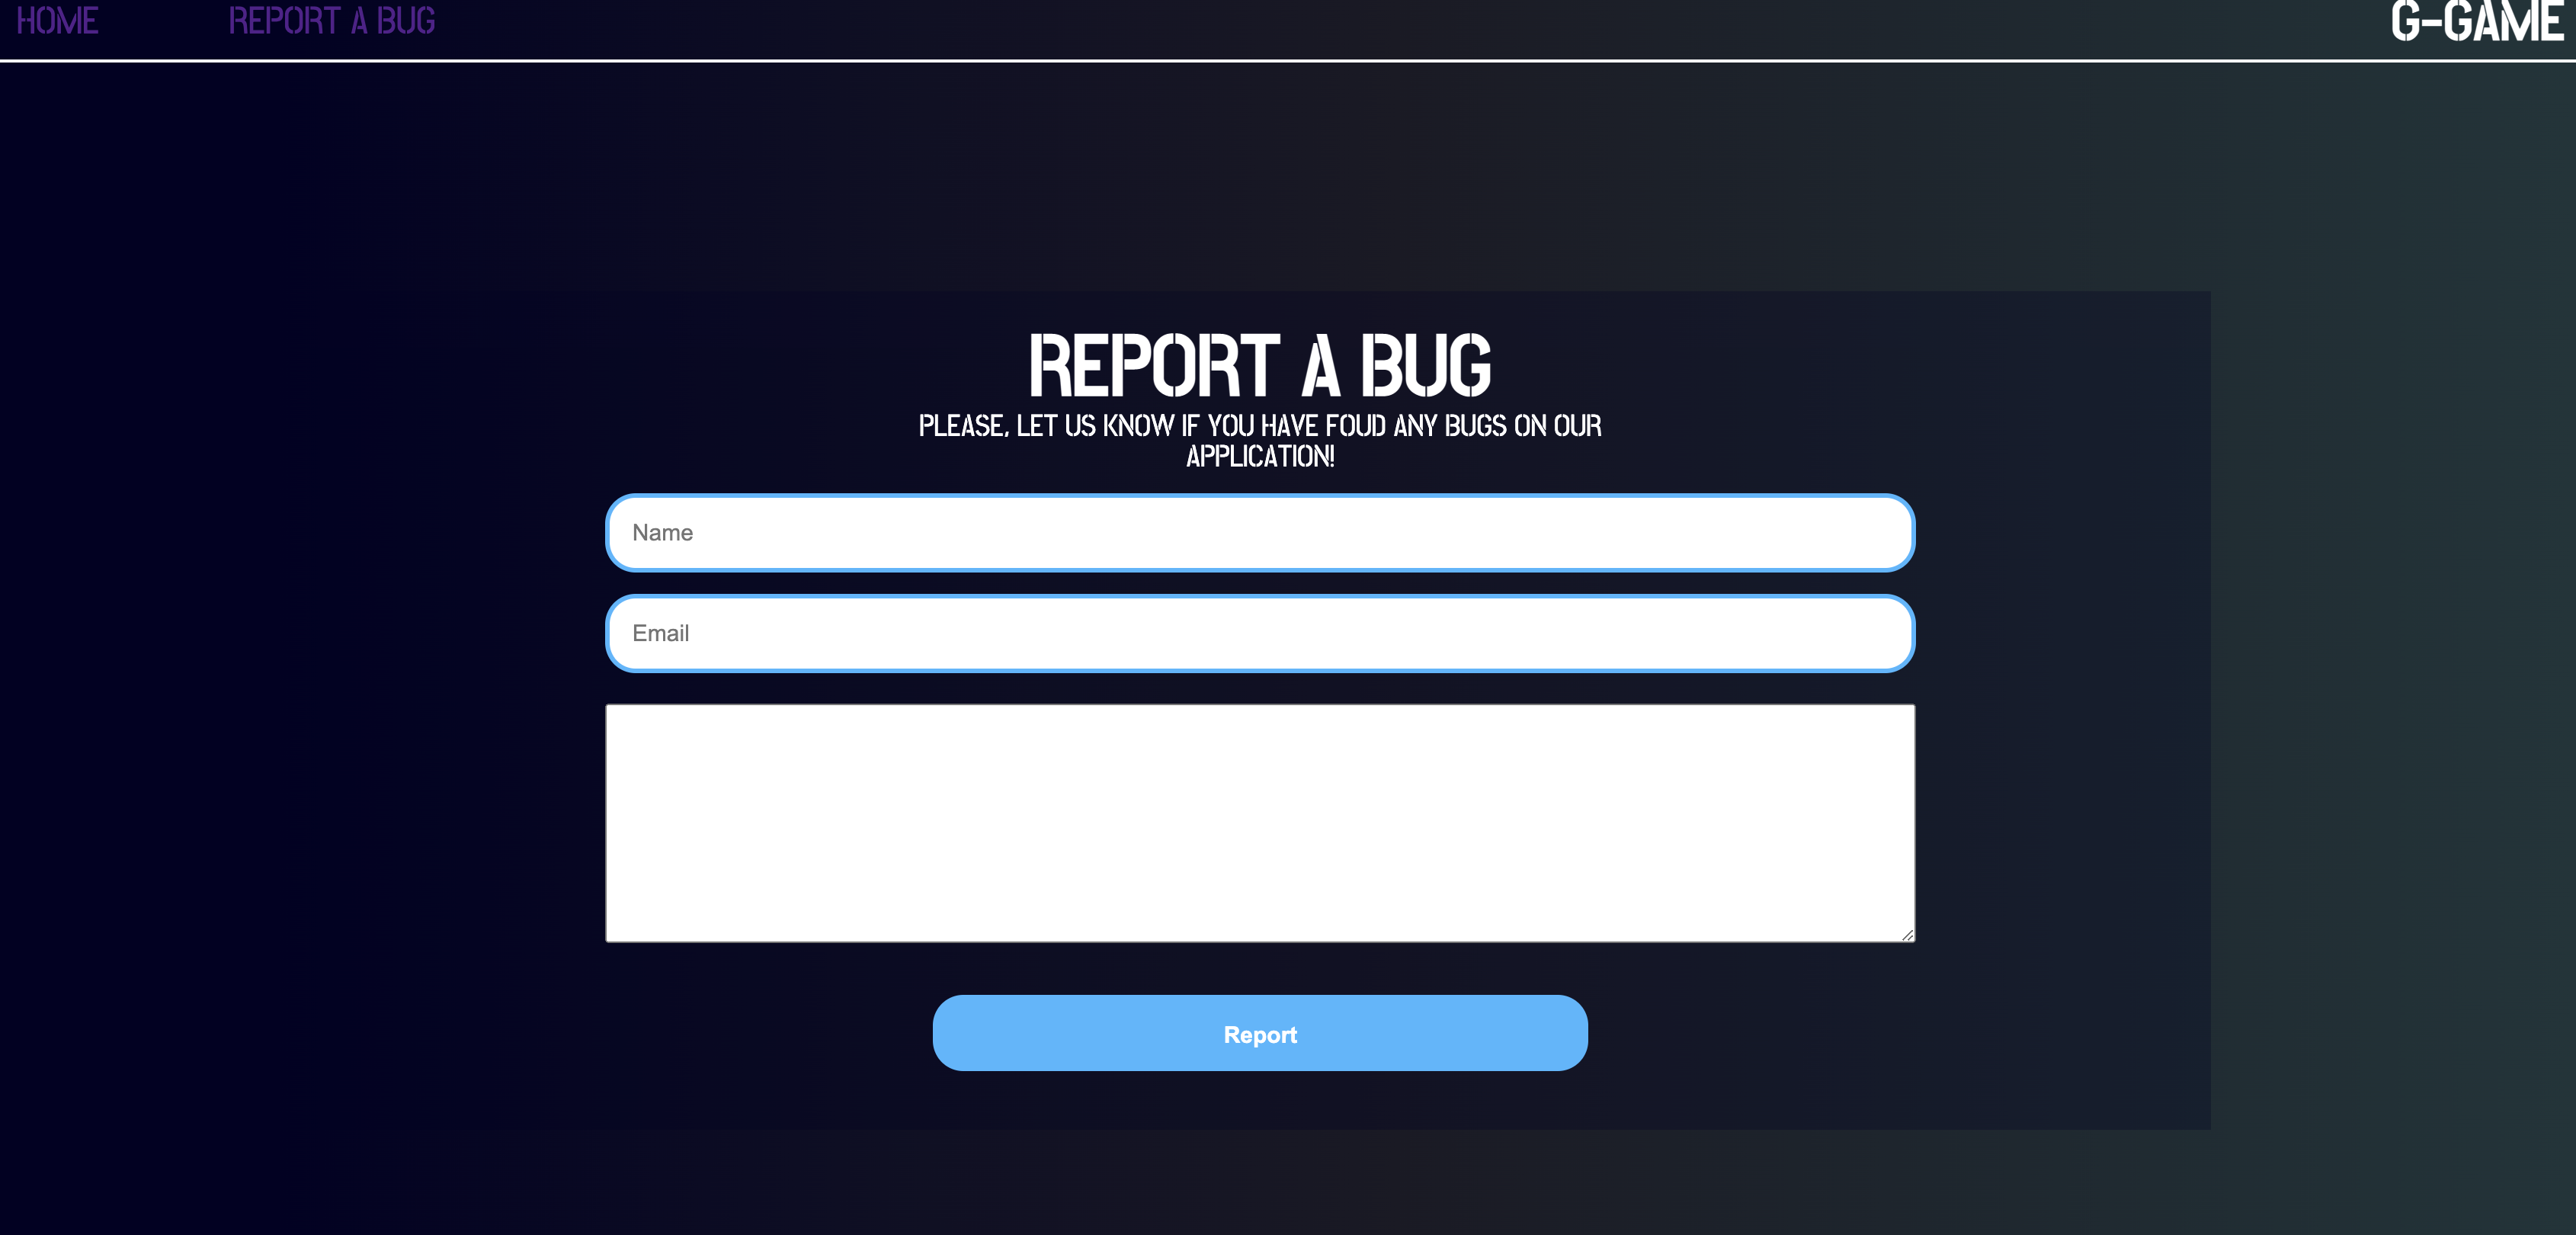 HOME REPORT A BUG G-GAME
REPORT A BUG
PLEASE, LET US KNOW IF YOU HAVE FOUD ANY BUGS ON OUR
APPLICATION!
Name
Email
Report